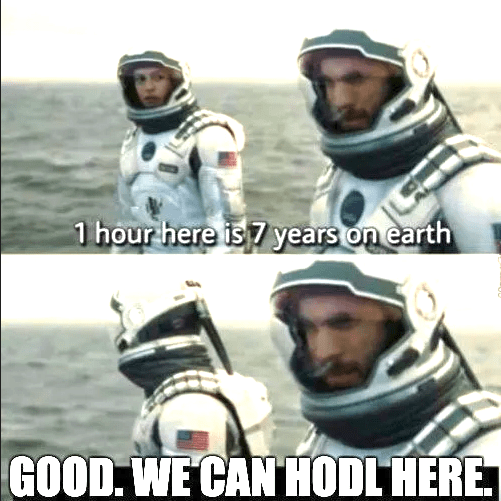 1 hour here is 7 years on earth
GOOD. WE CAN HODL HERE.